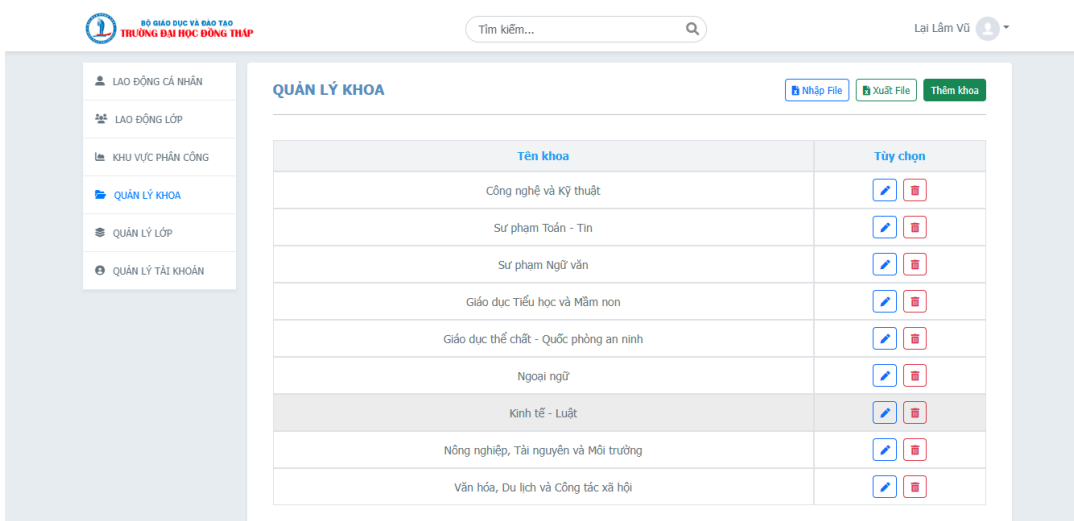 BỘ GIÁO DỤC VÀ ĐÀO TẠO
TRƯỜNG ĐẠI HỌC ĐỒNG THÁP
Tìm kiếm...
Lại Lâm Vũ
LAO ĐỘNG CÁ NHÂN
LAO ĐỘNG LỚP
KHU VỰC PHÂN CÔNG
QUẢN LÝ KHOA
QUẢN LÝ LỚP
QUẢN LÝ TÀI KHOẢN
QUẢN LÝ KHOA
Nhập File
Xuất File
Thêm khoa
Tên khoa
Tùy chọn
Công nghệ và Kỹ thuật
Sư phạm Toán - Tin
Sư phạm Ngữ văn
Giáo dục Tiểu học và Mầm non
Giáo dục thể chất - Quốc phòng an ninh
Ngoại ngữ
Kinh tế - Luật
Nông nghiệp, Tài nguyên và Môi trường
Văn hóa, Du lịch và Công tác xã hội